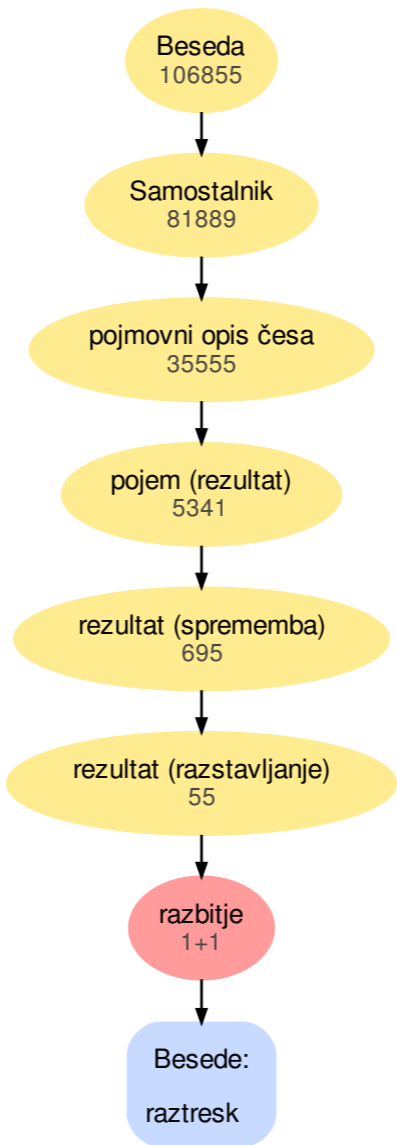 Beseda
106855
Samostalnik
81889
pojmovni opis česa
35555
pojem (rezultat)
5341
rezultat (sprememba)
695
rezultat (razstavljanje)
55
razbitje
1+1
Besede:
raztresk